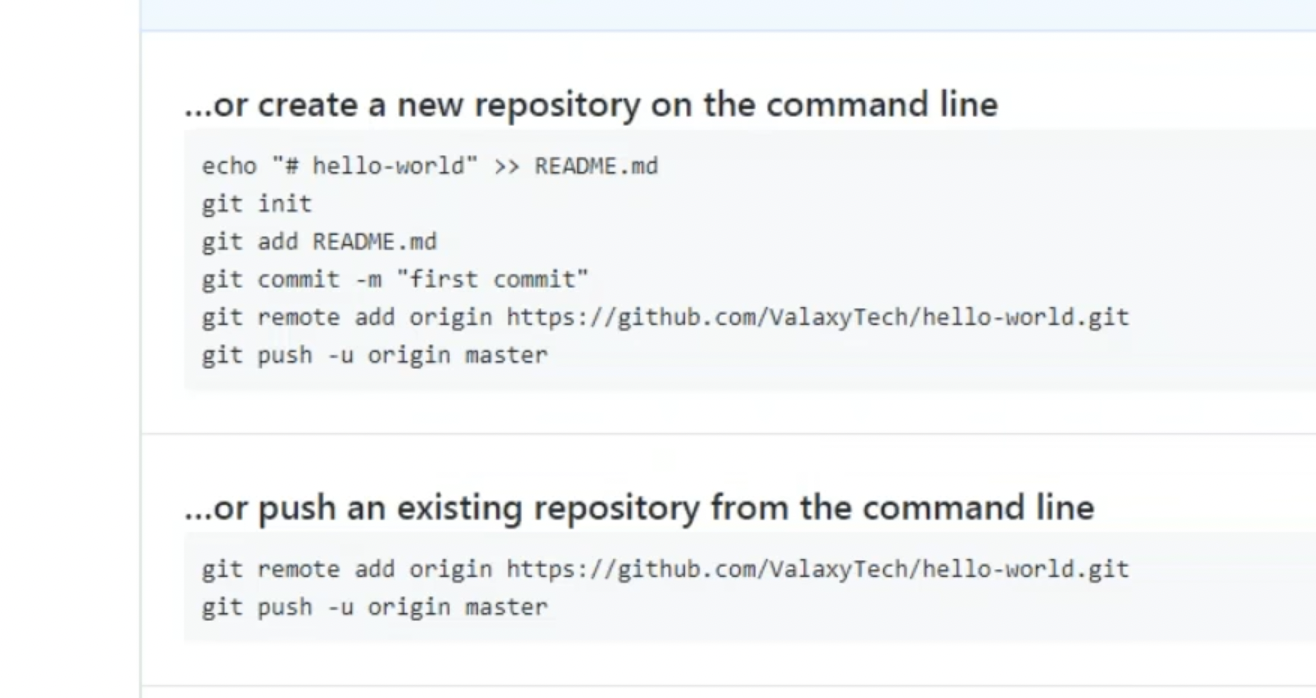 ...or create a new repository on the command line
echo "# hello-world" >> README.md
git init
git add README.md
git commit -m "first commit"
git remote add origin https://github.com/ValaxyTech/hello-world.git
git push -u origin master
...or push an existing repository from the command line
git remote add origin https://github.com/ValaxyTech/hello-world.git
git push -u origin master